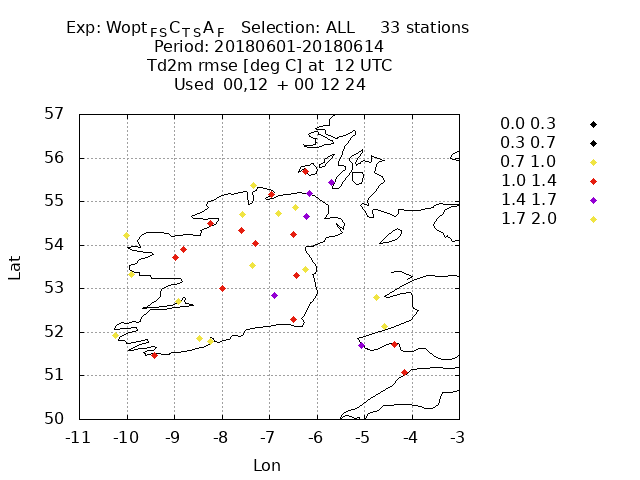 Exp: Wopt FS C TS A F   Selection: ALL     33 stations
Period: 20180601-20180614
Td2m rmse [deg C] at  12 UTC
Used  00,12  + 00 12 24
57
56
55
54
53
52
51
50
Lat
-11 -10 -9 -8 -7 -6 -5 -4 -3
Lon
0.0 0.3
0.3 0.7
0.7 1.0
1.0 1.4
1.4 1.7
1.7 2.0